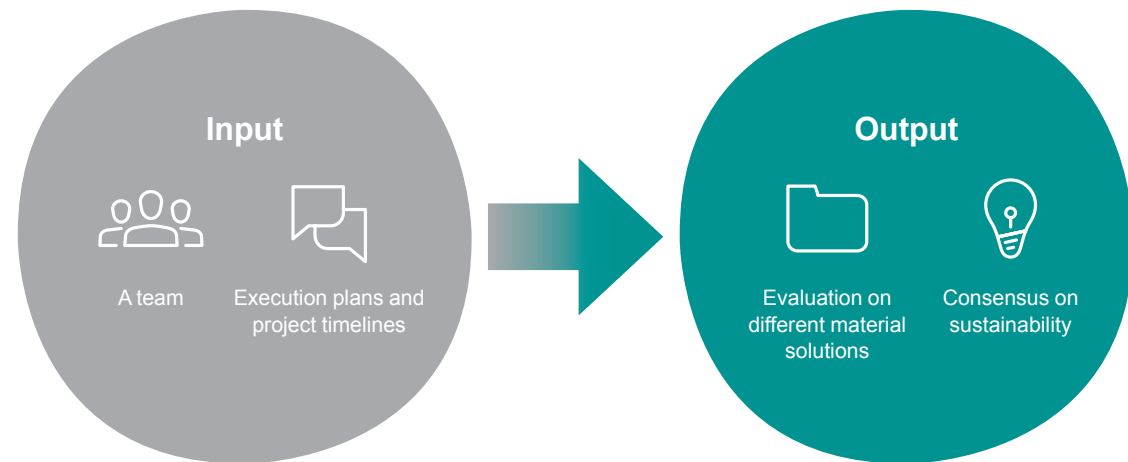 Input
A team
Execution plans and
project timelines
Output
Evaluation on
different material
solutions
Consensus on
sustainability